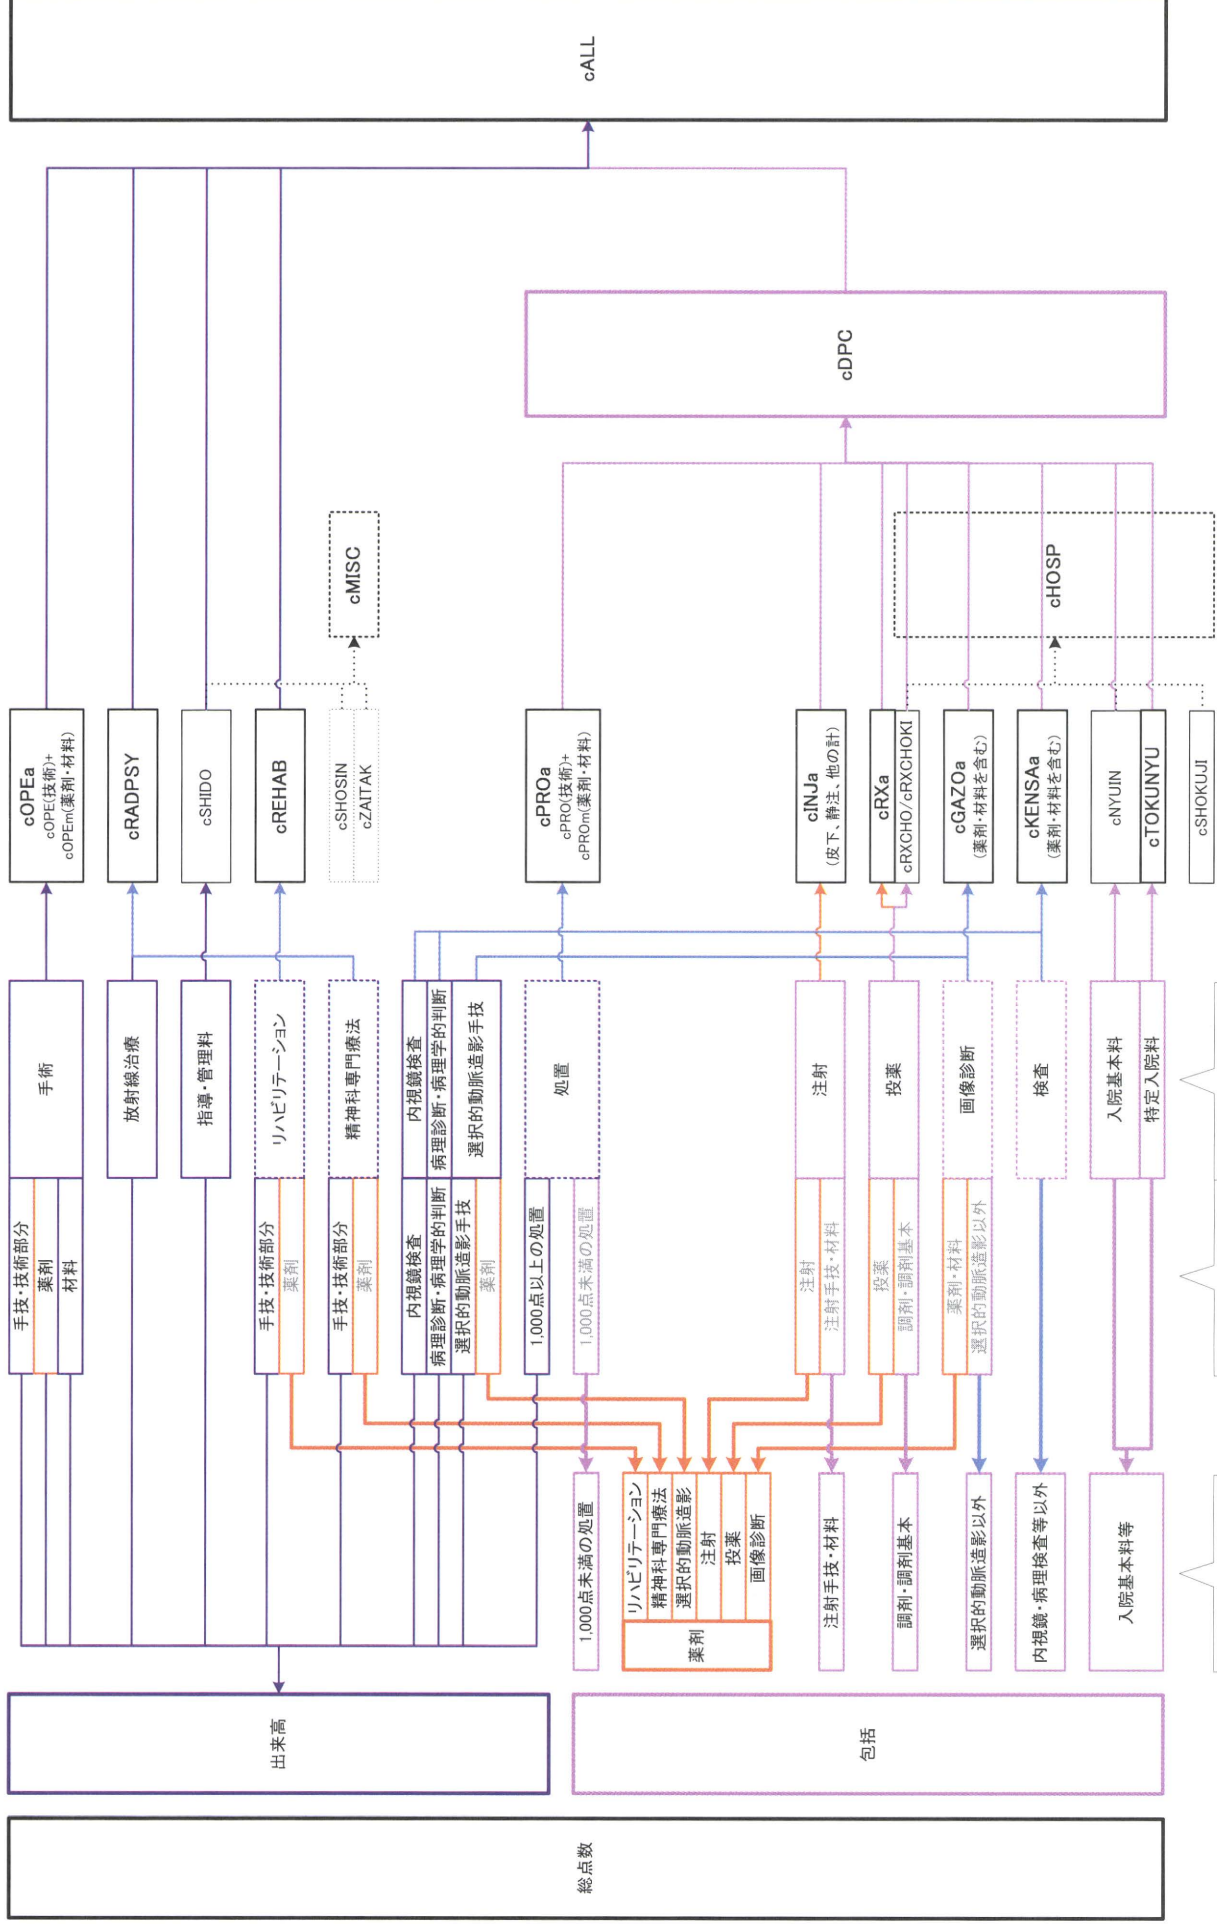 総点数
出来高
包括
1,000点未満の処置
薬剤
リハビリテーション
精神科専門療法
選択的動脈造影
注射
投薬
画像診断
注射手技・材料
調剤・調剤基本
選択的動脈造影以外
内視鏡・病理検査等以外
入院基本料等
手技・技術部分
薬剤
材料
手技・技術部分
薬剤
手技・技術部分
薬剤
内視鏡検査
病理診断・病理学的判断
選択的動脈造影手技
薬剤
1,000点以上の処置
1,000点未満の処置
注射
注射手技・材料
投薬
調剤・調剤基本
薬剤・材料
選択的動脈造影以外
手術
放射線治療
指導・管理料
リハビリテーション
精神科専門療法
内視鏡検査
病理診断・病理学的判断
選択的動脈造影手技
処置
注射
投薬
画像診断
検査
入院基本料
特定入院料
cOPEa
cOPE(技術)+
cOPEm(薬剤・材料)
cRADPSY
cSHIDO
cREHAB
cSHOSIN
cZAITAK
cPROa
cPRO(技術)+
cPROm(薬剤・材料)
cINJa
(皮下、静注、他の計)
cRXa
cRXCHO/cRXCHOKI
cGAZOa
(薬剤・材料を含む)
cKENSAa
(薬剤・材料を含む)
cNYUIN
cTOKUNYU
cSHOKUJI
cMISC
cHOSP
cDPC
cALL